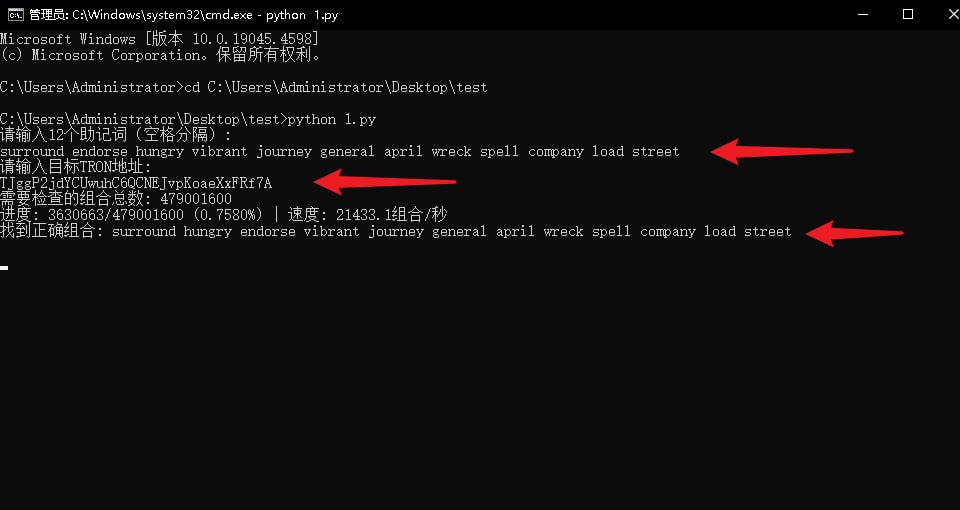 管理员: C:\Windows\system32\cmd.exe - python 1.py
Microsoft Windows [版本 10.0.19045.4598]
(c) Microsoft Corporation。保留所有权利。
C:\Users\Administrator>cd C:\Users\Administrator\Desktop\test
C:\Users\Administrator\Desktop\test>python 1.py
请输入12个助记词（空格分隔）:
surround endorse hungry vibrant journey general april wreck spell company load street
请输入目标TRON地址:
TJggP2jdYCUwuhC6QCNEJvpKoaeXxFRf7A
需要检查的组合总数: 479001600
进度: 3630663/479001600 (0.7580%) | 速度: 21433.1组合/秒
找到正确组合: surround hungry endorse vibrant journey general april wreck spell company load street